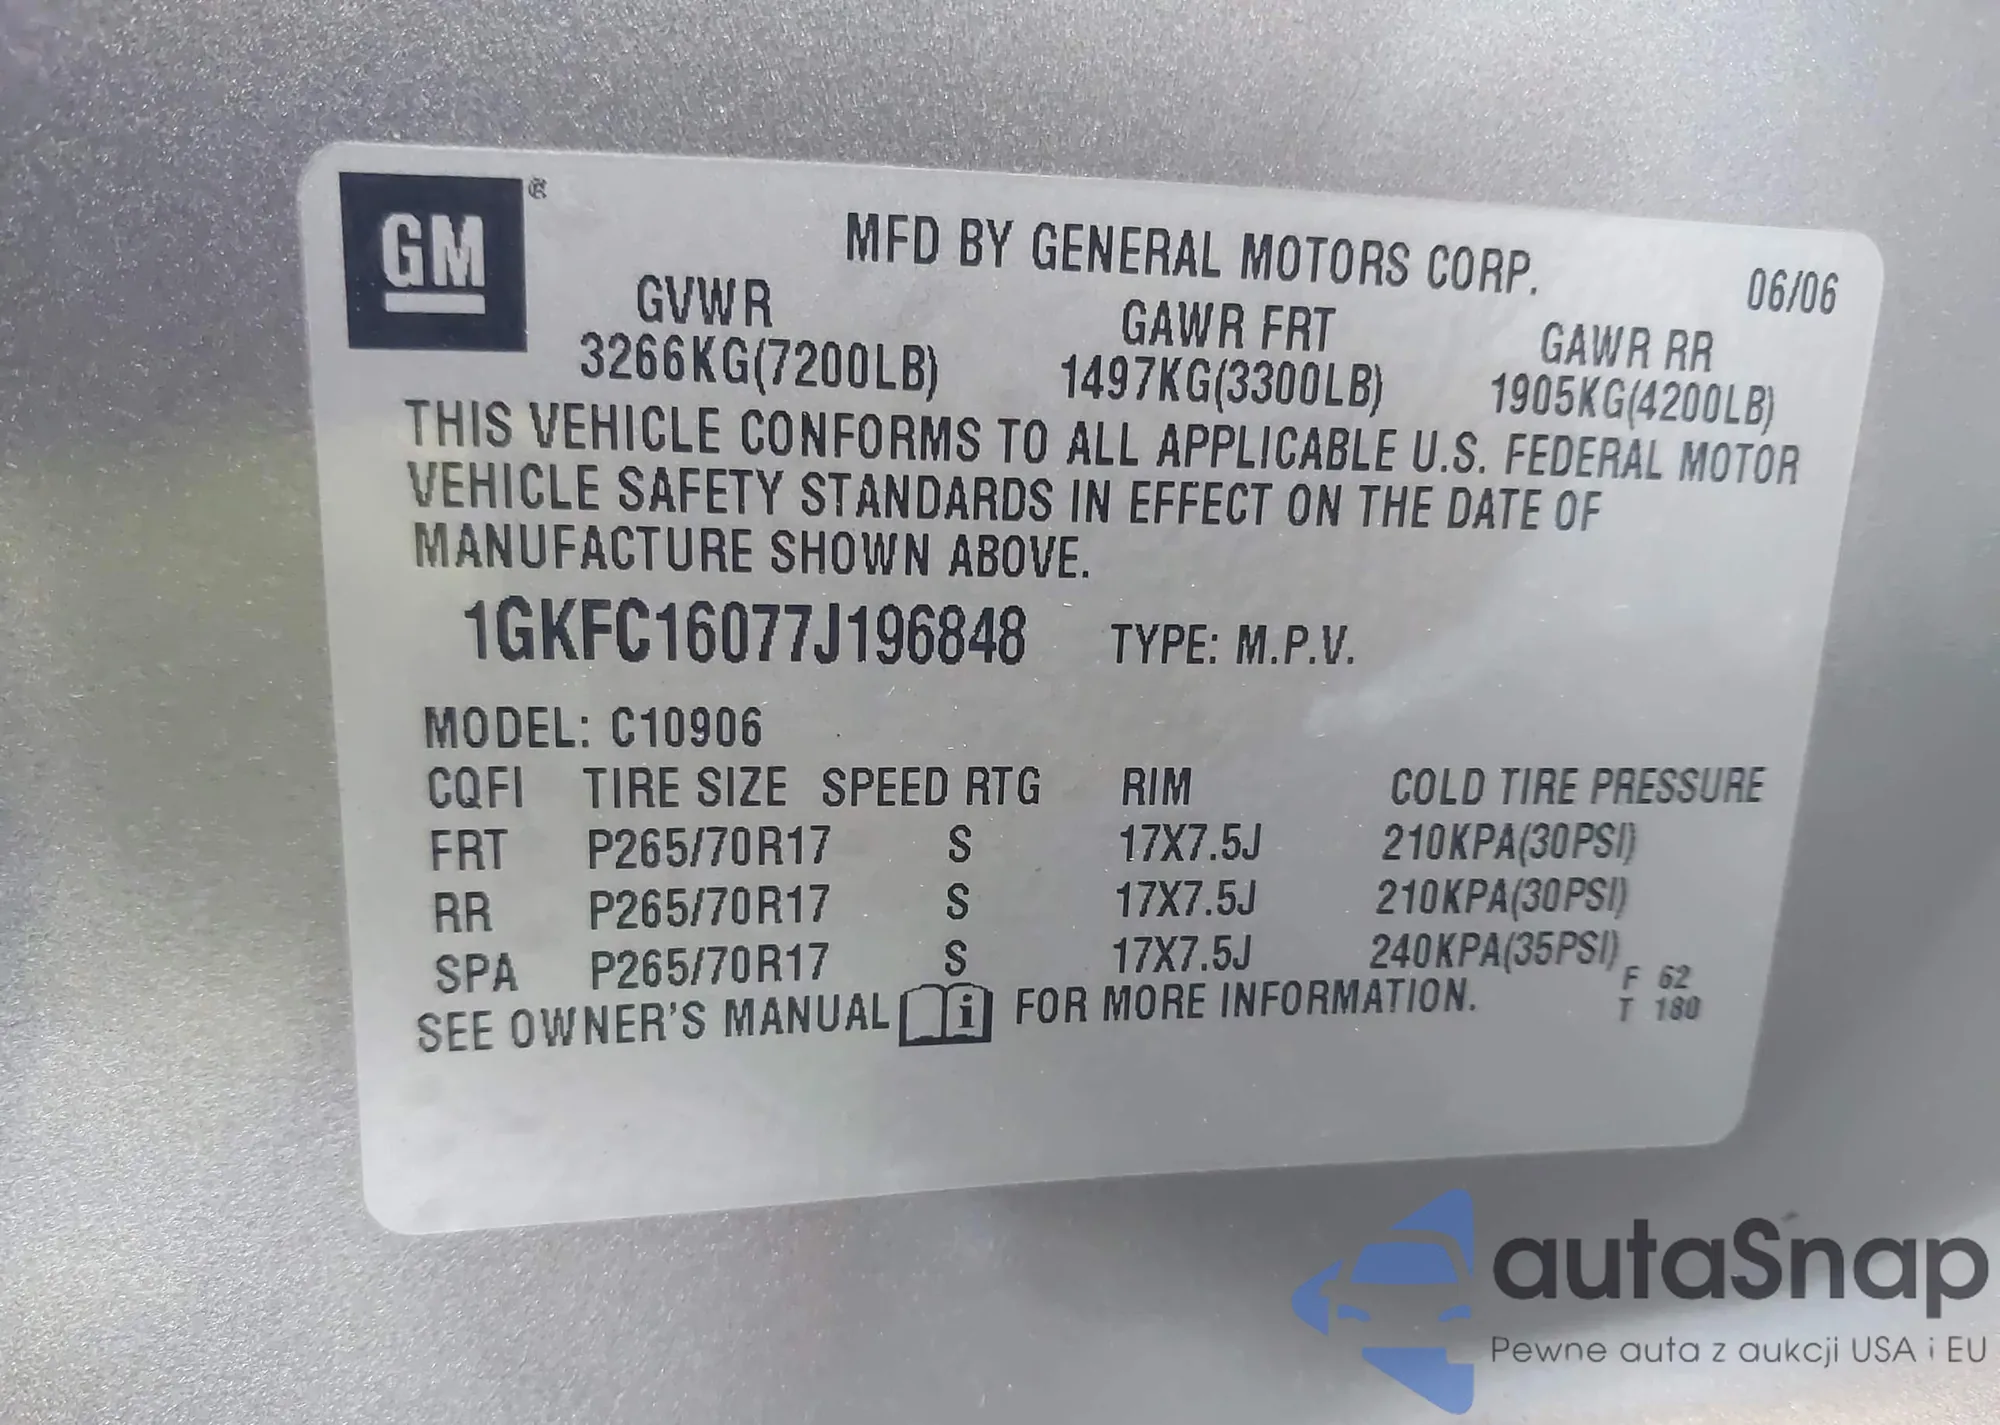 GM®
MFD BY GENERAL MOTORS CORP.
06/06
GVWR GAWR FRT GAWR RR
3266KG(7200LB) 1497KG(3300LB) 1905KG(4200LB)
THIS VEHICLE CONFORMS TO ALL APPLICABLE U.S. FEDERAL MOTOR
VEHICLE SAFETY STANDARDS IN EFFECT ON THE DATE OF
MANUFACTURE SHOWN ABOVE.
1GKFC16077J196848 TYPE: M.P.V.
MODEL: C10906
CQFI TIRE SIZE SPEED RTG RIM COLD TIRE PRESSURE
FRT P265/70R17 S 17X7.5J 210KPA(30PSI)
RR P265/70R17 S 17X7.5J 210KPA(30PSI)
SPA P265/70R17 S 17X7.5J 240KPA(35PSI)
F 62
SEE OWNER'S MANUAL i FOR MORE INFORMATION.
T 180
autaSnap
Pewne auta z aukcji USA i EU